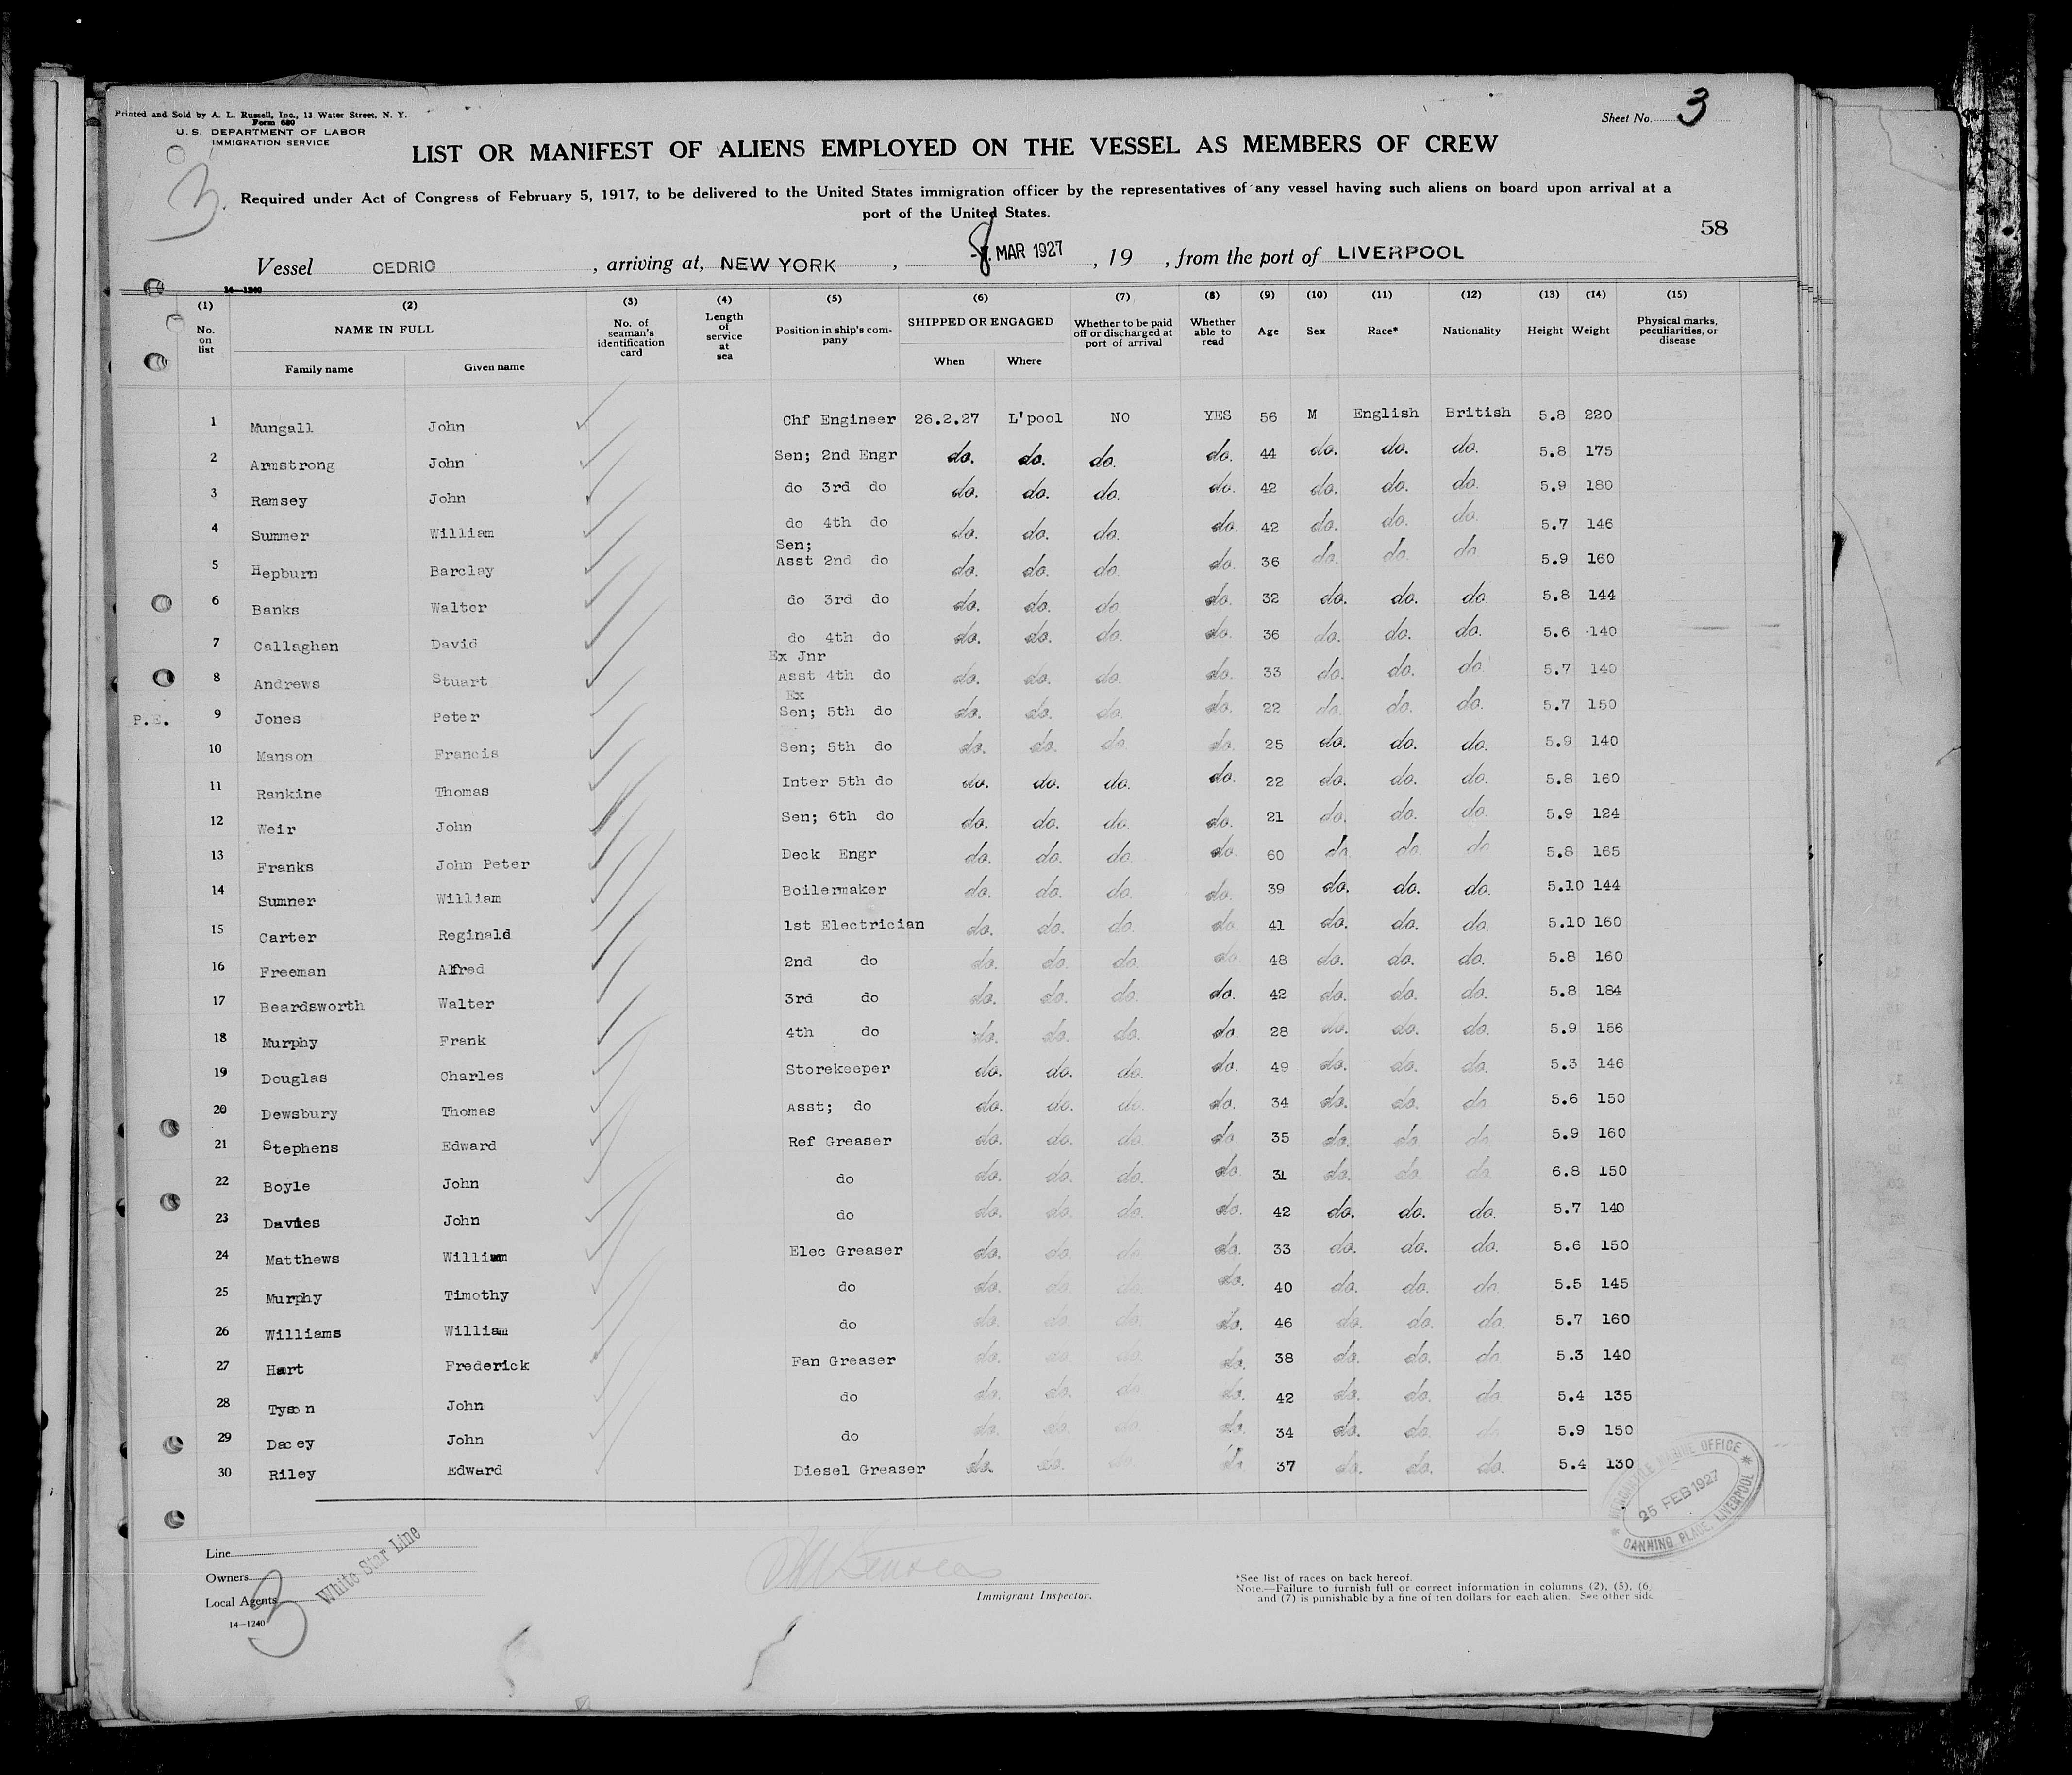 Printed and Sold by A. L. Russell, Inc., 13 Water Street, N. Y.
Form 680
U. S. DEPARTMENT OF LABOR
IMMIGRATION SERVICE
Sheet No. 3
3.
LIST OR MANIFEST OF ALIENS EMPLOYED ON THE VESSEL AS MEMBERS OF CREW
Required under Act of Congress of February 5, 1917, to be delivered to the United States immigration officer by the representatives of any vessel having such aliens on board upon arrival at a
port of the United States.
58
Vessel CEDRIC, arriving at, NEW YORK, 8 MAR 1927, 19 , from the port of LIVERPOOL
14—1240
(1) (2) (3) (4) (5) (6) (7) (8) (9) (10) (11) (12) (13) (14) (15)
No. on list NAME IN FULL No. of seaman's identification card Length of service at sea Position in ship's company SHIPPED OR ENGAGED Whether to be paid off or discharged at port of arrival Whether able to read Age Sex Race* Nationality Height Weight Physical marks, peculiarities, or disease
Family name Given name When Where
1 Mungall John Chf Engineer 26.2.27 L'pool NO YES 56 M English British 5.8 220
2 Armstrong John Sen; 2nd Engr do. do. do. do. 44 do. do. do. 5.8 175
3 Ramsey John do 3rd do do. do. do. do. 42 do. do. do. 5.9 180
4 Summer William do 4th do do. do. do. do. 42 do. do. do. 5.7 146
5 Hepburn Barclay Sen; Asst 2nd do do. do. do. do. 36 do. do. do. 5.9 160
6 Banks Walter do 3rd do do. do. do. do. 32 do. do. do. 5.8 144
7 Callaghan David do 4th do do. do. do. do. 36 do. do. do. 5.6 140
8 Andrews Stuart Ex Jnr Asst 4th do do. do. do. do. 33 do. do. do. 5.7 140
P.E. 9 Jones Peter Ex Sen; 5th do do. do. do. do. 22 do. do. do. 5.7 150
10 Manson Francis Sen; 5th do do. do. do. do. 25 do. do. do. 5.9 140
11 Rankine Thomas Inter 5th do do. do. do. do. 22 do. do. do. 5.8 160
12 Weir John Sen; 6th do do. do. do. do. 21 do. do. do. 5.9 124
13 Franks John Peter Deck Engr do. do. do. do. 60 do. do. do 5.8 165
14 Sumner William Boilermaker do. do. do. do. 39 do. do. do. 5.10 144
15 Carter Reginald 1st Electrician do. do. do. do 41 do. do. do. 5.10 160
16 Freeman Alfred 2nd do do. do. do. do 48 do. do. do. 5.8 160
17 Beardsworth Walter 3rd do do. do. do. do. 42 do. do. do. 5.8 184
18 Murphy Frank 4th do do. do. do. do. 28 do. do. do. 5.9 156
19 Douglas Charles Storekeeper do. do. do. do. 49 do. do. do. 5.3 146
20 Dewsbury Thomas Asst; do do. do. do. do. 34 do. do. do 5.6 150
21 Stephens Edward Ref Greaser do. do. do. do. 35 do. do do. 5.9 160
22 Boyle John do do. do. do. do. 31 do. do. do. 6.8 150
23 Davies John do do. do. do. do. 42 do. do. do. 5.7 140
24 Matthews William Elec Greaser do. do. do do. 33 do. do. do. 5.6 150
25 Murphy Timothy do do. do. do. do. 40 do. do. do. 5.5 145
26 Williams William do do. do. do. do. 46 do. do. do. 5.7 160
27 Hart Frederick Fan Greaser do. do. do. do. 38 do. do. do 5.3 140
28 Tyson John do do. do. do do. 42 do. do. do 5.4 135
29 Dacey John do do. do. do. do. 34 do. do. do 5.9 150
30 Riley Edward Diesel Greaser do. do. do do. 37 do. do. do. 5.4 130
MERCANTILE MARINE OFFICE
25 FEB 1927
CANNING PLACE, LIVERPOOL
Line
Owners
Local Agents
White Star Line
3
14—1240
Immigrant Inspector.
*See list of races on back hereof.
Note.—Failure to furnish full or correct information in columns (2), (5), (6,
and (7) is punishable by a fine of ten dollars for each alien. See other side